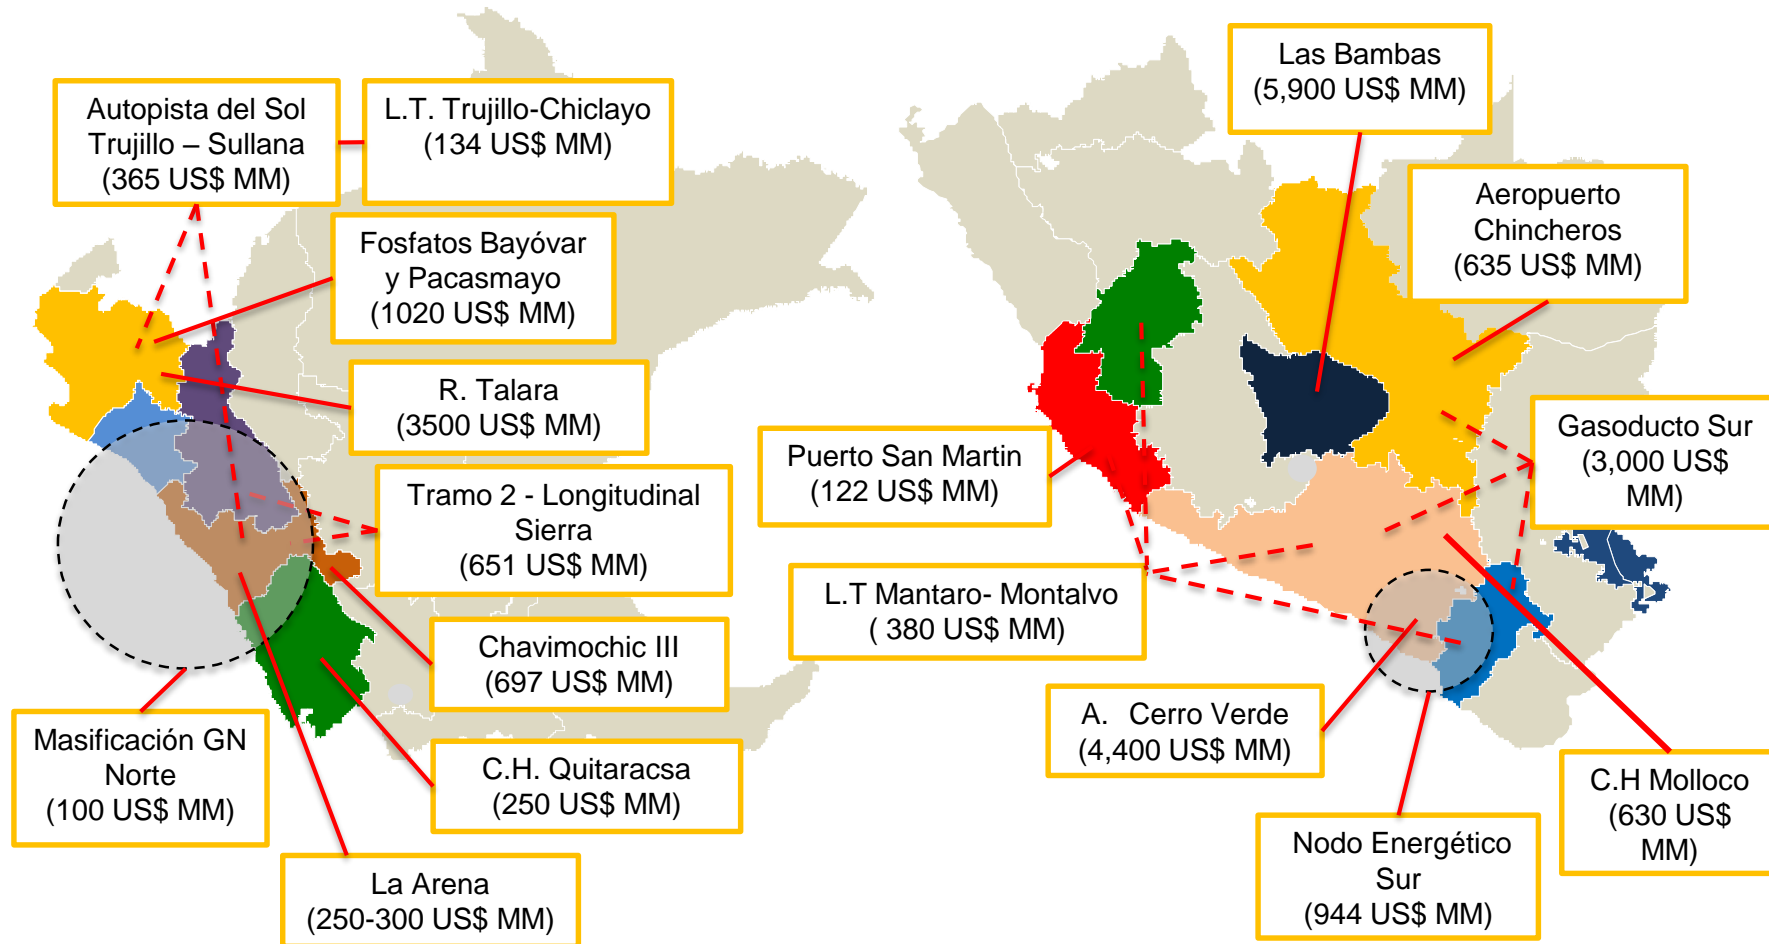 Autopista del Sol
Trujillo – Sullana
(365 US$ MM)
L.T. Trujillo-Chiclayo
(134 US$ MM)
Fosfatos Bayóvar
y Pacasmayo
(1020 US$ MM)
R. Talara
(3500 US$ MM)
Tramo 2 - Longitudinal
Sierra
(651 US$ MM)
Chavimochic III
(697 US$ MM)
Masificación GN
Norte
(100 US$ MM)
C.H. Quitaracsa
(250 US$ MM)
La Arena
(250-300 US$ MM)
Las Bambas
(5,900 US$ MM)
Aeropuerto
Chincheros
(635 US$ MM)
Puerto San Martin
(122 US$ MM)
Gasoducto Sur
(3,000 US$
MM)
L.T Mantaro- Montalvo
( 380 US$ MM)
A. Cerro Verde
(4,400 US$ MM)
C.H Molloco
(630 US$
MM)
Nodo Energético
Sur
(944 US$ MM)